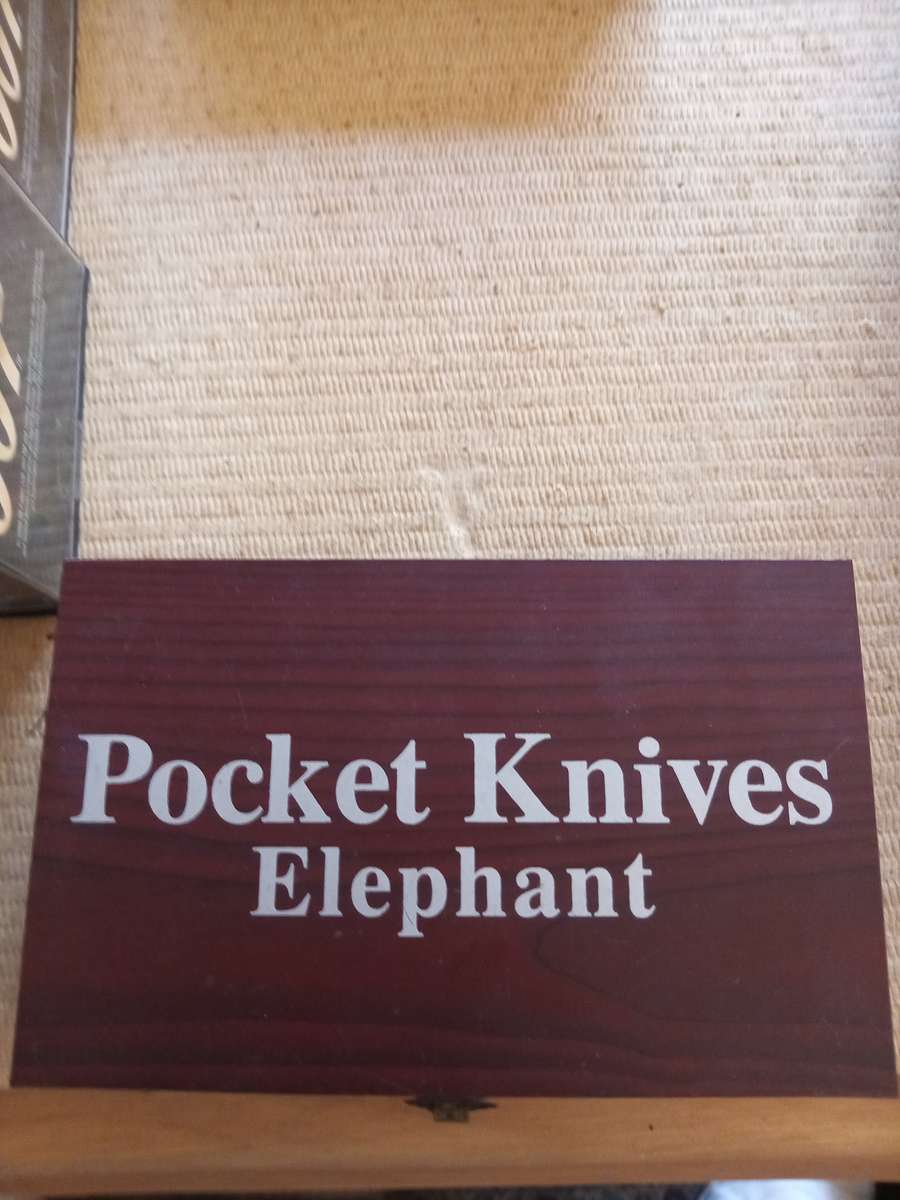 Pocket Knives
Elephant